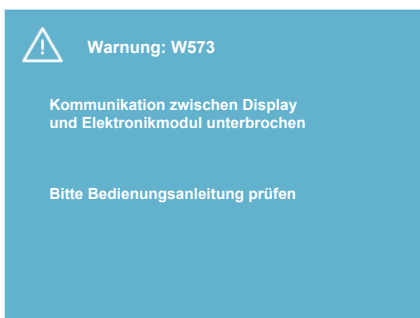 Warnung: W573
Kommunikation zwischen Display
und Elektronikmodul unterbrochen
Bitte Bedienungsanleitung prüfen